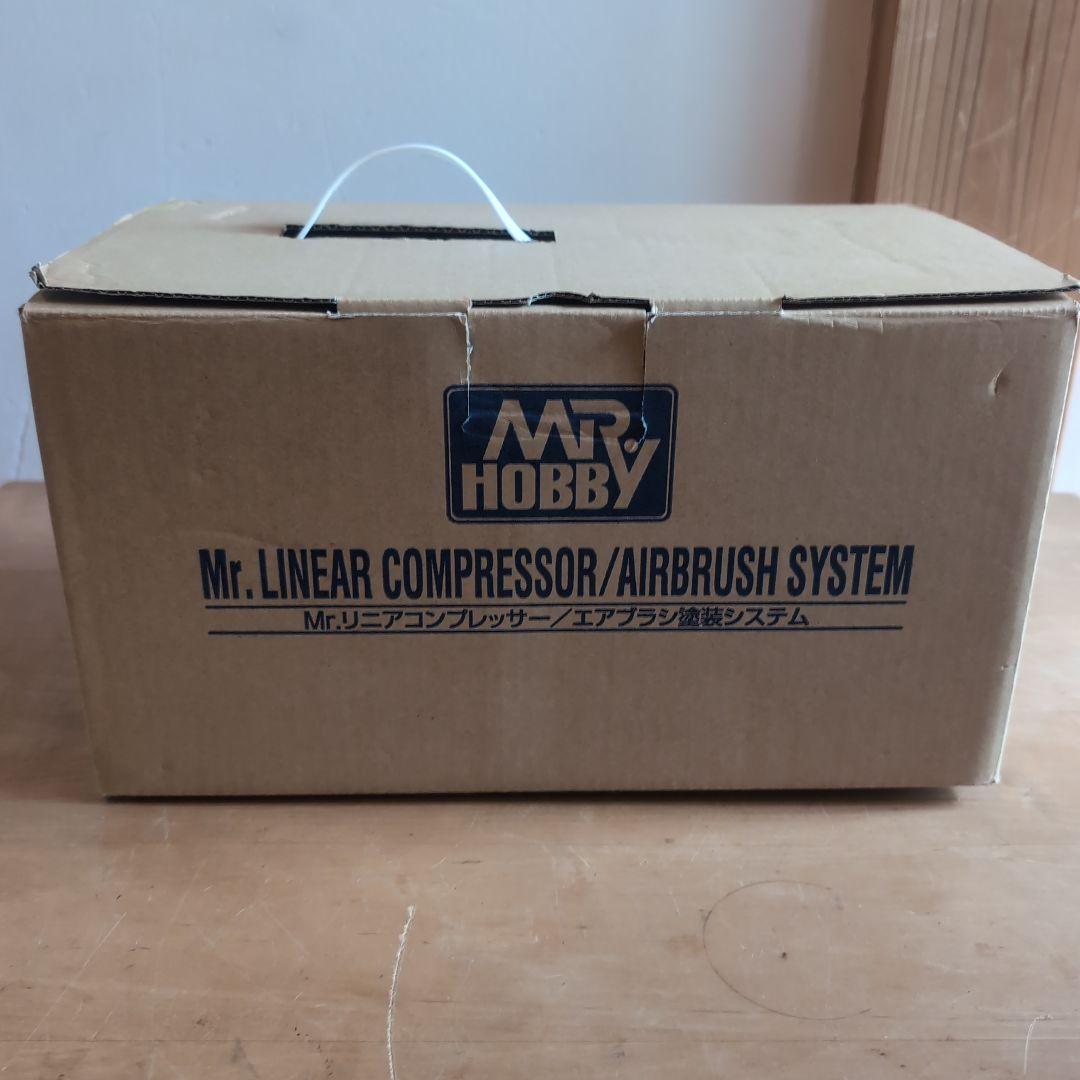 MR.
HOBBY
Mr. LINEAR COMPRESSOR/AIRBRUSH SYSTEM
Mr.リニアコンプレッサー/エアブラシ塗装システム